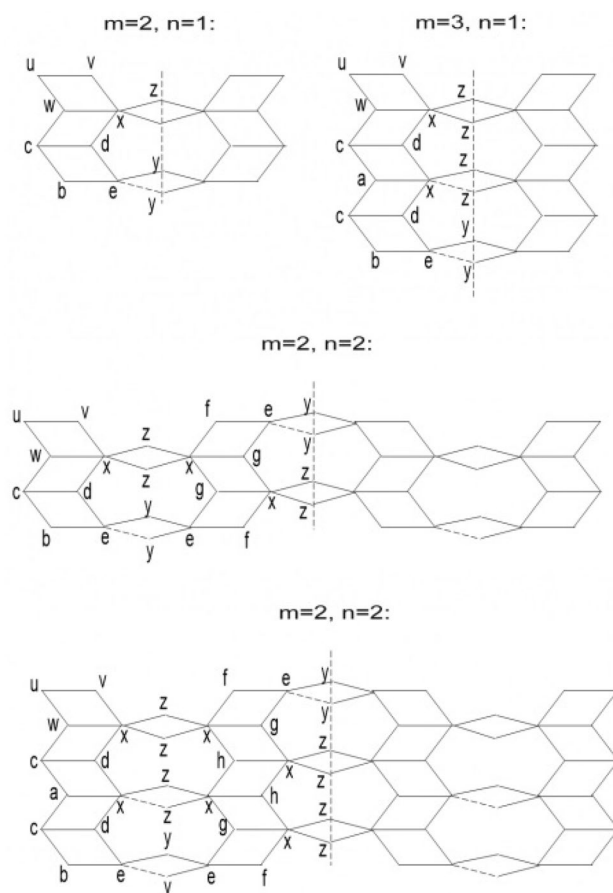 m=2, n=1:
u v
z
w x
c d
y
b e
y
m=3, n=1:
u v
z
w x
z
c d
z
a x
z
c d
y
b e
y
m=2, n=2:
u v f e y
z y
w x x g
z z
c d g x
y z
b e e f
y
m=2, n=2:
u v f e y
z y
w x x g
z z
c d h x
z z
a x x h
z z
c d g x
y z
b e e f
y